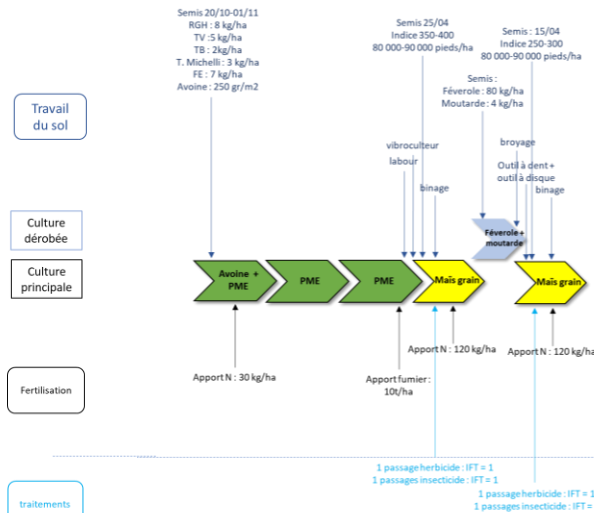 Semis 20/10-01/11
RGH : 8 kg/ha
TV :5 kg/ha
TB : 2kg/ha
T. Michelli : 3 kg/ha
FE : 7 kg/ha
Avoine : 250 gr/m2
Semis 25/04
Indice 350-400
80 000-90 000 pieds/ha
Semis : 15/04
Indice 250-300
80 000-90 000 pieds/ha
Semis :
Féverole : 80 kg/ha
Moutarde : 4 kg/ha
Travail
du sol
vibroculteur
labour
binage
broyage
Outil à dent +
outil à disque
binage
Culture
dérobée
Féverole +
moutarde
Culture
principale
Avoine +
PME
PME
PME
Maïs grain
Maïs grain
Apport N : 120 kg/ha
Apport N : 120 kg/ha
Fertilisation
Apport N : 30 kg/ha
Apport fumier :
10t/ha
1 passage herbicide : IFT = 1
1 passages insecticide : IFT = 1
traitements
1 passage herbicide : IFT = 1
1 passages insecticide : IFT =